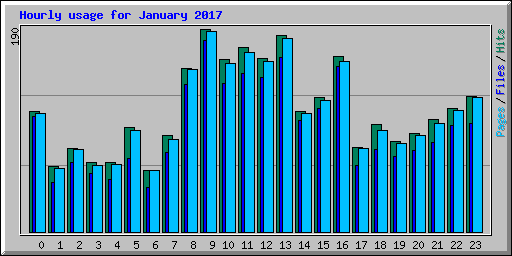 Hourly usage for January 2017
190
Pages/Files/Hits
0 1 2 3 4 5 6 7 8 9 10 11 12 13 14 15 16 17 18 19 20 21 22 23